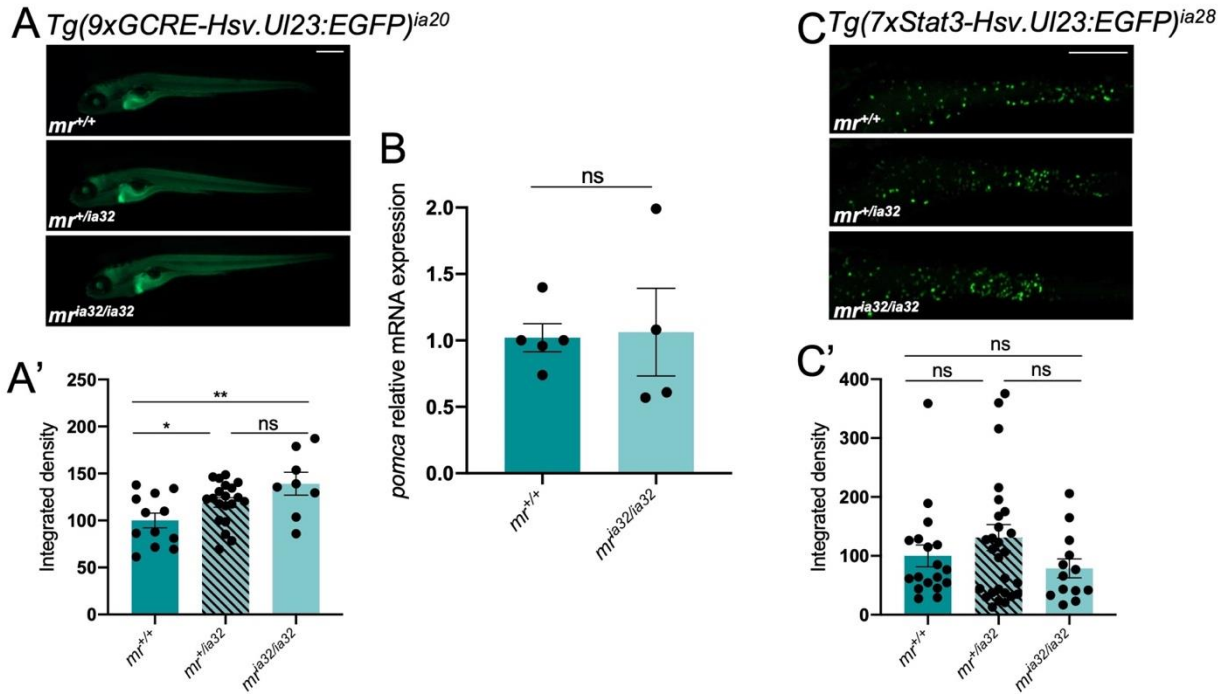 A Tg(9xGCRE-Hsv.Ul23:EGFP)ia20
mr+/+
mr+/ia32
mria32/ia32
A'
Integrated density
250
200
150
100
50
0
**
*
ns
mr+/+
mr+/ia32
mria32/ia32
B
pomca relative mRNA expression
2.0
1.5
1.0
0.5
0.0
ns
mr+/+
mria32/ia32
C Tg(7xStat3-Hsv.Ul23:EGFP)ia28
mr+/+
mr+/ia32
mria32/ia32
C'
Integrated density
400
300
200
100
0
ns
ns
ns
mr+/+
mr+/ia32
mria32/ia32